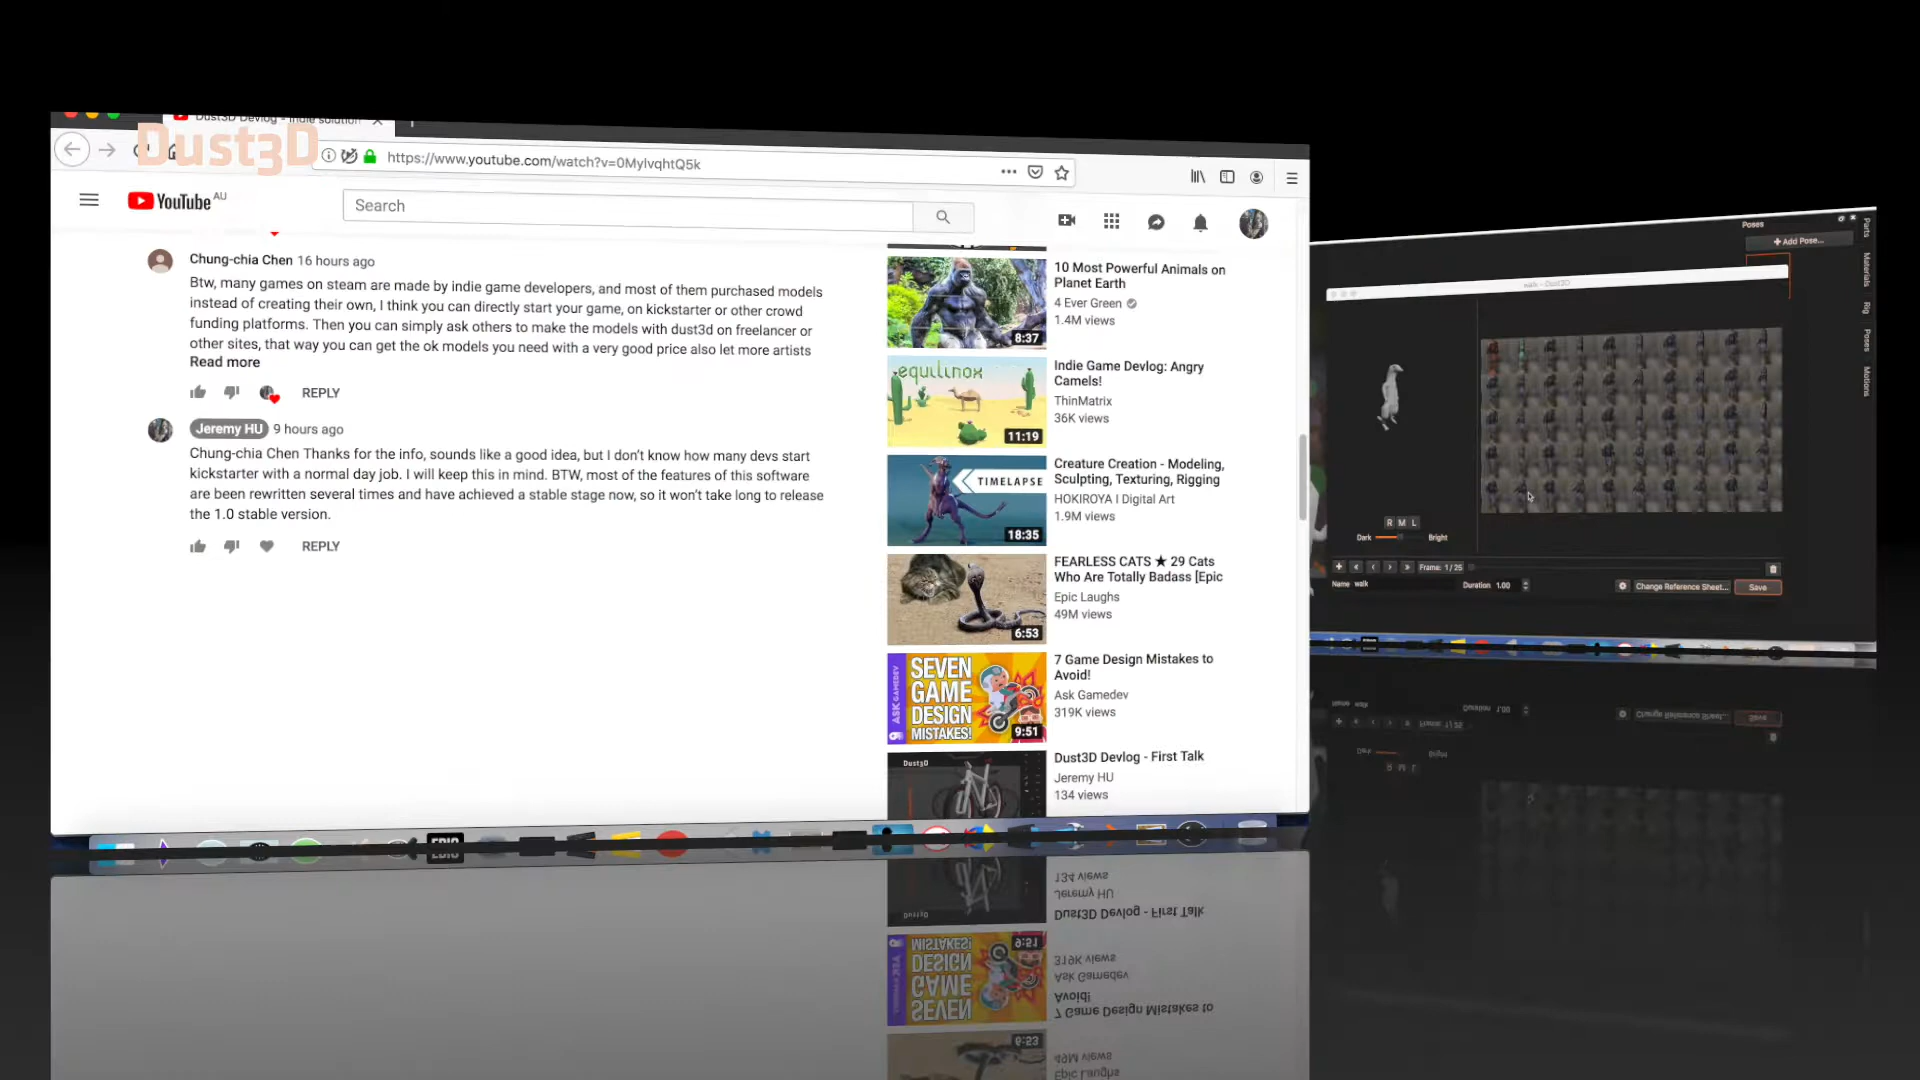 Dust3D Devlog - Indie solution
Dust3D
https://www.youtube.com/watch?v=0MylvqhtQ5k
YouTube AU
Search
Chung-chia Chen 16 hours ago
Btw, many games on steam are made by indie game developers, and most of them purchased models
instead of creating their own, I think you can directly start your game, on kickstarter or other crowd
funding platforms. Then you can simply ask others to make the models with dust3d on freelancer or
other sites, that way you can get the ok models you need with a very good price also let more artists
Read more
REPLY
Jeremy HU 9 hours ago
Chung-chia Chen Thanks for the info, sounds like a good idea, but I don't know how many devs start
kickstarter with a normal day job. I will keep this in mind. BTW, most of the features of this software
are been rewritten several times and have achieved a stable stage now, so it won't take long to release
the 1.0 stable version.
REPLY
8:37
10 Most Powerful Animals on
Planet Earth
4 Ever Green
1.4M views
equilinox
11:19
Indie Game Devlog: Angry
Camels!
ThinMatrix
36K views
TIMELAPSE
18:35
Creature Creation - Modeling,
Sculpting, Texturing, Rigging
HOKIROYA I Digital Art
1.9M views
6:53
FEARLESS CATS ★ 29 Cats
Who Are Totally Badass [Epic
Epic Laughs
49M views
ASK GAMEDEV
SEVEN
GAME
DESIGN
MISTAKES!
9:51
7 Game Design Mistakes to
Avoid!
Ask Gamedev
319K views
Dust3D
Dust3D Devlog - First Talk
Jeremy HU
134 views
EPIC
Poses
Add Pose...
Parts
Materials
Rig
Poses
Motions
walk - Dust3D
R M L
Dark
Bright
Frame: 1/25
Name walk
Duration 1.00
Change Reference Sheet...
Save